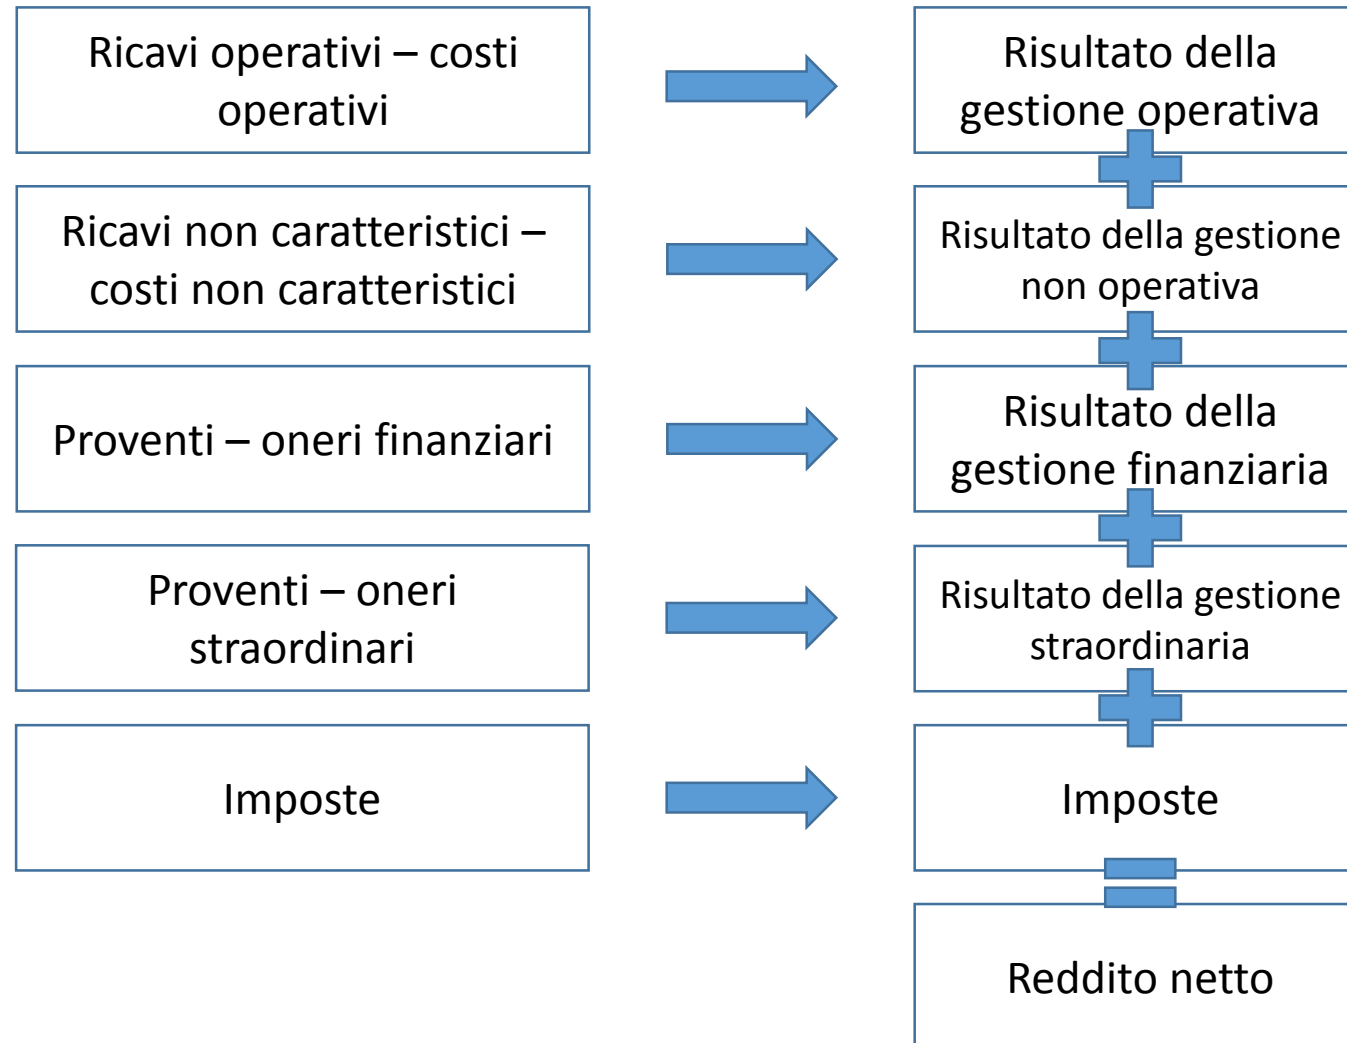 Ricavi operativi – costi
operativi
Risultato della
gestione operativa
Ricavi non caratteristici –
costi non caratteristici
Risultato della gestione
non operativa
Proventi – oneri finanziari
Risultato della
gestione finanziaria
Proventi – oneri
straordinari
Risultato della gestione
straordinaria
Imposte
Imposte
Reddito netto